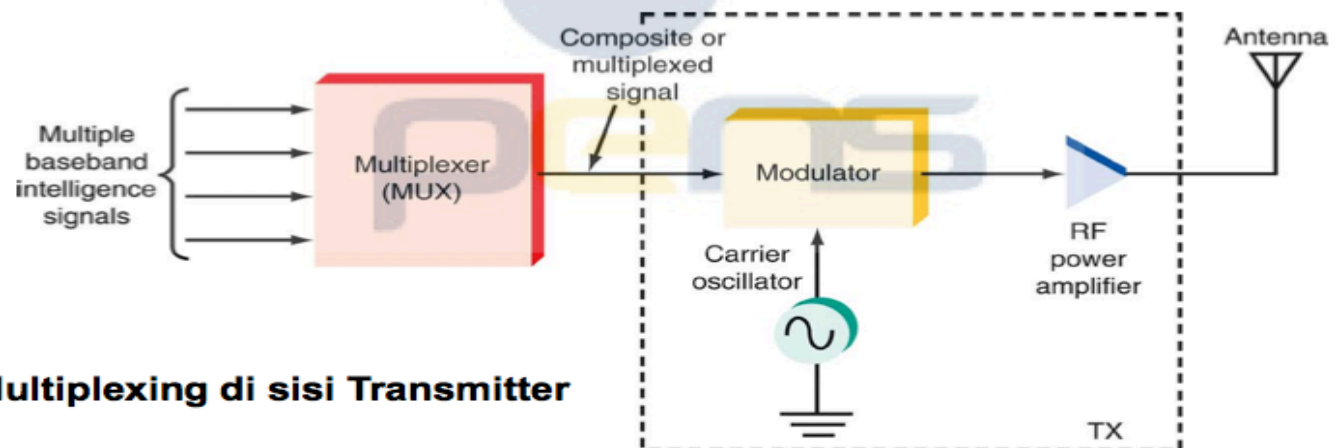 Composite or
multiplexed
signal
Antenna
Multiple
baseband
intelligence
signals
Multiplexer
(MUX)
Modulator
RF
power
amplifier
Carrier
oscillator
ultiplexing di sisi Transmitter
TX
pens